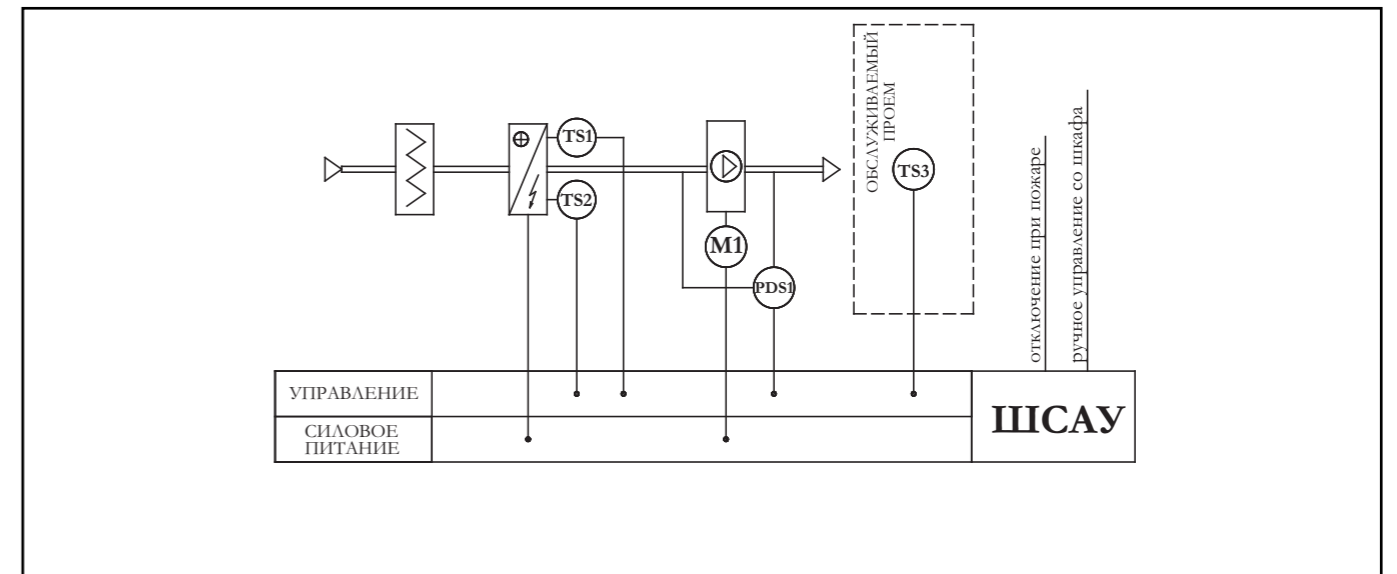 ОБСЛУЖИВАЕМЫЙ
ПРОЕМ
TS1
TS2
TS3
M1
PDS1
отключение при пожаре
ручное управление со шкафа
УПРАВЛЕНИЕ
СИЛОВОЕ
ПИТАНИЕ
ШСАУ